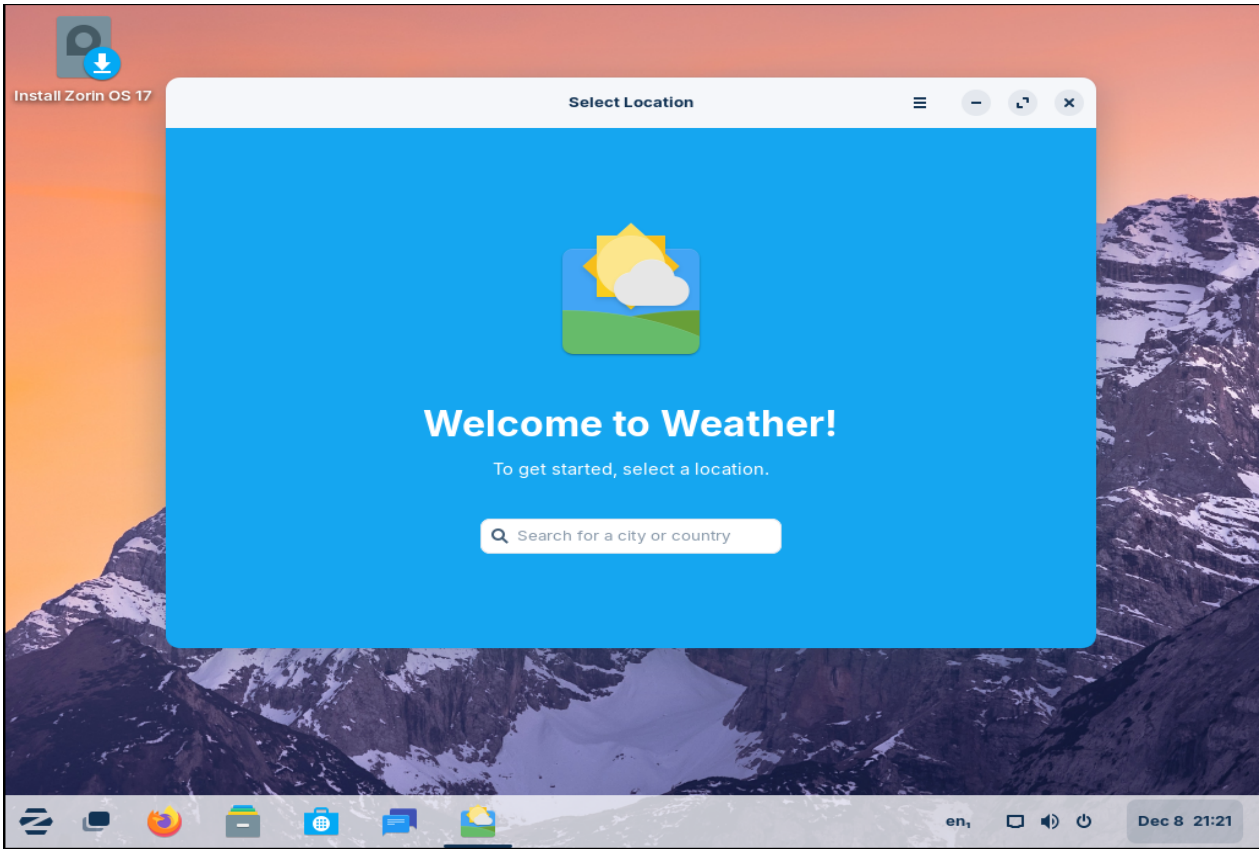 Install Zorin OS 17
Select Location
Welcome to Weather!
To get started, select a location.
Search for a city or country
en₁
Dec 8 21:21